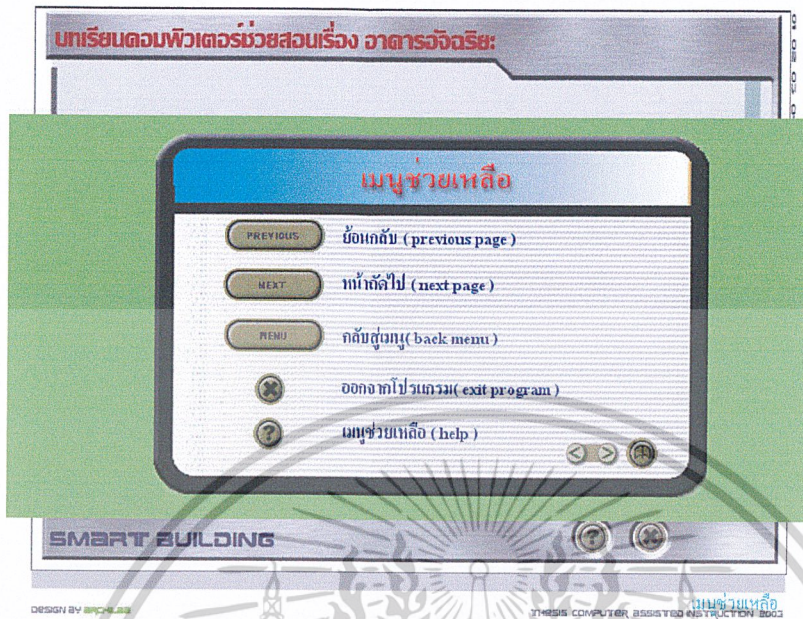 บทเรียนคอมพิวเตอร์ช่วยสอนเรื่อง อาคารอัจฉริยะ
01 02 03 0
เมนูช่วยเหลือ
PREVIOUS ย้อนกลับ ( previous page )
NEXT หน้าถัดไป ( next page )
MENU กลับสู่เมนู( back menu )
ออกจากโปรแกรม( exit program )
? เมนูช่วยเหลือ ( help )
< >
SMART BUILDING
?
เมนูช่วยเหลือ
DESIGN BY ARCHLAB
THESIS COMPUTER ASSISTED INSTRUCTION 2003